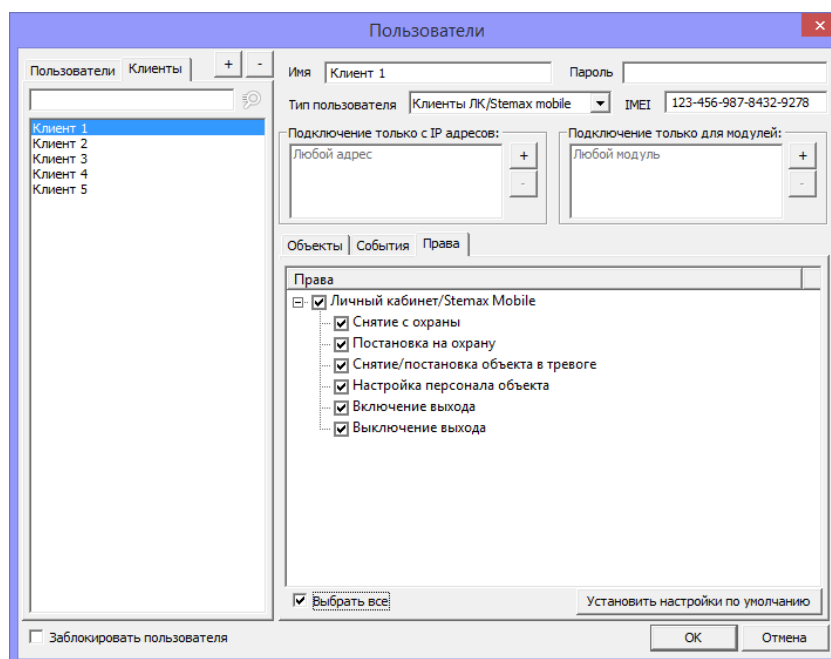 Пользователи
Пользователи Клиенты + -
Клиент 1
Клиент 2
Клиент 3
Клиент 4
Клиент 5
Имя Клиент 1 Пароль
Тип пользователя Клиенты ЛК/Stemax mobile IMEI 123-456-987-8432-9278
Подключение только с IP адресов: Подключение только для модулей:
Любой адрес + Любой модуль +
- -
Объекты События Права
Права
Личный кабинет/Stemax Mobile
Снятие с охраны
Постановка на охрану
Снятие/постановка объекта в тревоге
Настройка персонала объекта
Включение выхода
Выключение выхода
Выбрать все Установить настройки по умолчанию
Заблокировать пользователя OK Отмена